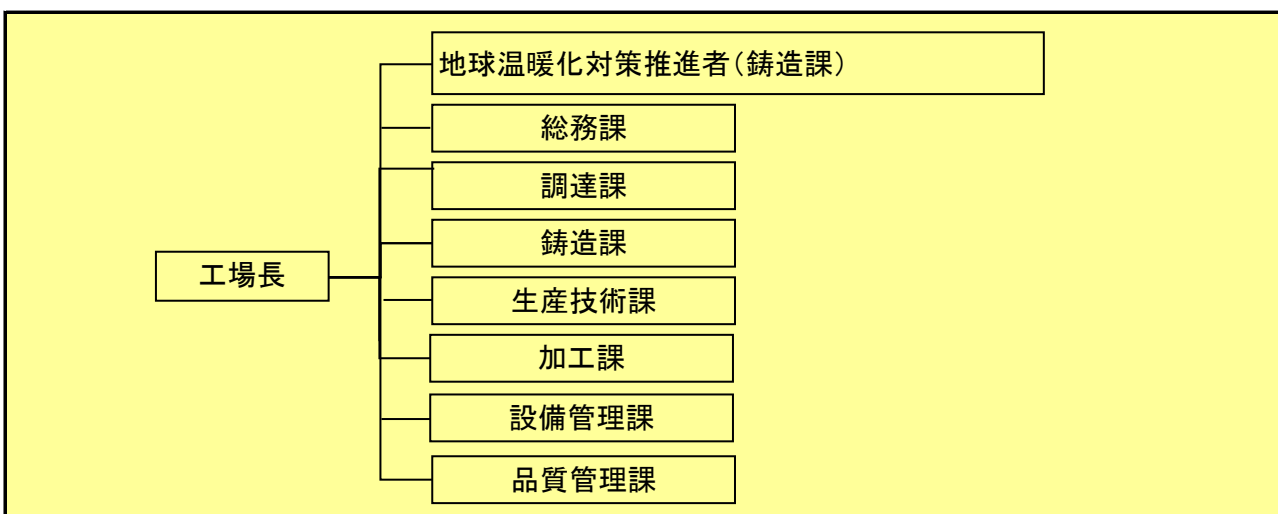 地球温暖化対策推進者（鋳造課）
総務課
調達課
鋳造課
工場長
生産技術課
加工課
設備管理課
品質管理課